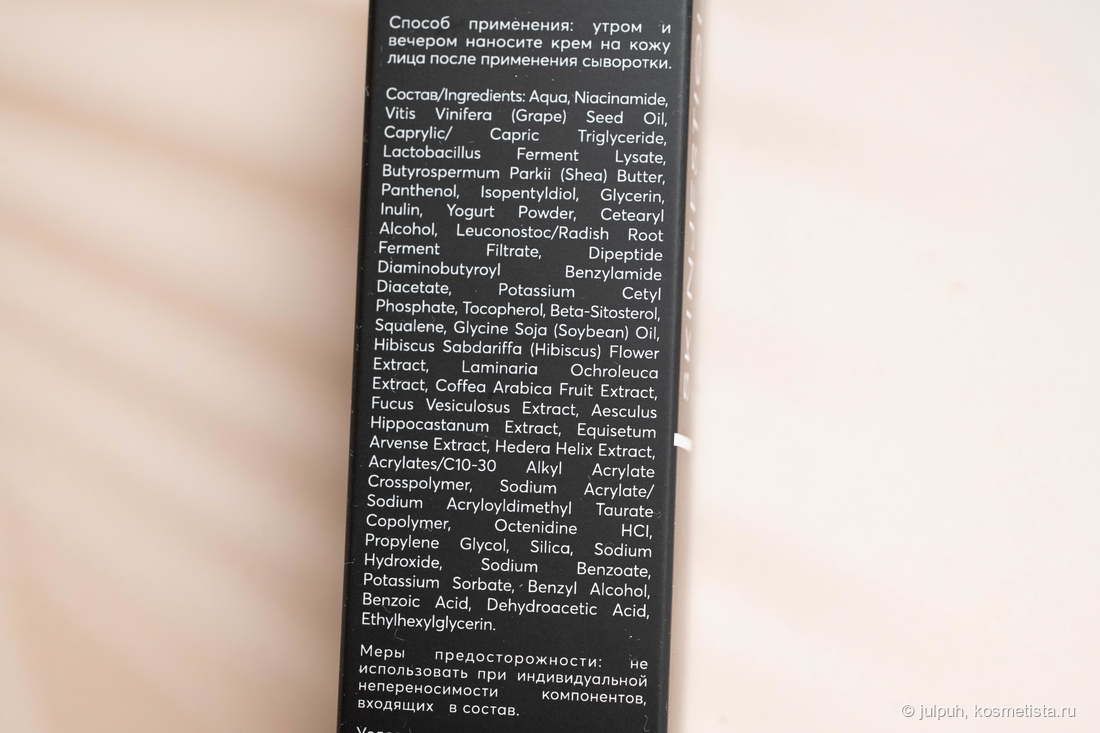 Способ применения: утром и
вечером наносите крем на кожу
лица после применения сыворотки.
Состав/Ingredients: Aqua, Niacinamide,
Vitis Vinifera (Grape) Seed Oil,
Caprylic/ Capric Triglyceride,
Lactobacillus Ferment Lysate,
Butyrospermum Parkii (Shea) Butter,
Panthenol, Isopentyldiol, Glycerin,
Inulin, Yogurt Powder, Cetearyl
Alcohol, Leuconostoc/Radish Root
Ferment Filtrate, Dipeptide
Diaminobutyroyl Benzylamide
Diacetate, Potassium Cetyl
Phosphate, Tocopherol, Beta-Sitosterol,
Squalene, Glycine Soja (Soybean) Oil,
Hibiscus Sabdariffa (Hibiscus) Flower
Extract, Laminaria Ochroleuca
Extract, Coffea Arabica Fruit Extract,
Fucus Vesiculosus Extract, Aesculus
Hippocastanum Extract, Equisetum
Arvense Extract, Hedera Helix Extract,
Acrylates/C10-30 Alkyl Acrylate
Crosspolymer, Sodium Acrylate/
Sodium Acryloyldimethyl Taurate
Copolymer, Octenidine HCl,
Propylene Glycol, Silica, Sodium
Hydroxide, Sodium Benzoate,
Potassium Sorbate, Benzyl Alcohol,
Benzoic Acid, Dehydroacetic Acid,
Ethylhexylglycerin.
Меры предосторожности: не
использовать при индивидуальной
непереносимости компонентов,
входящих в состав.
© julpuh, kosmetista.ru